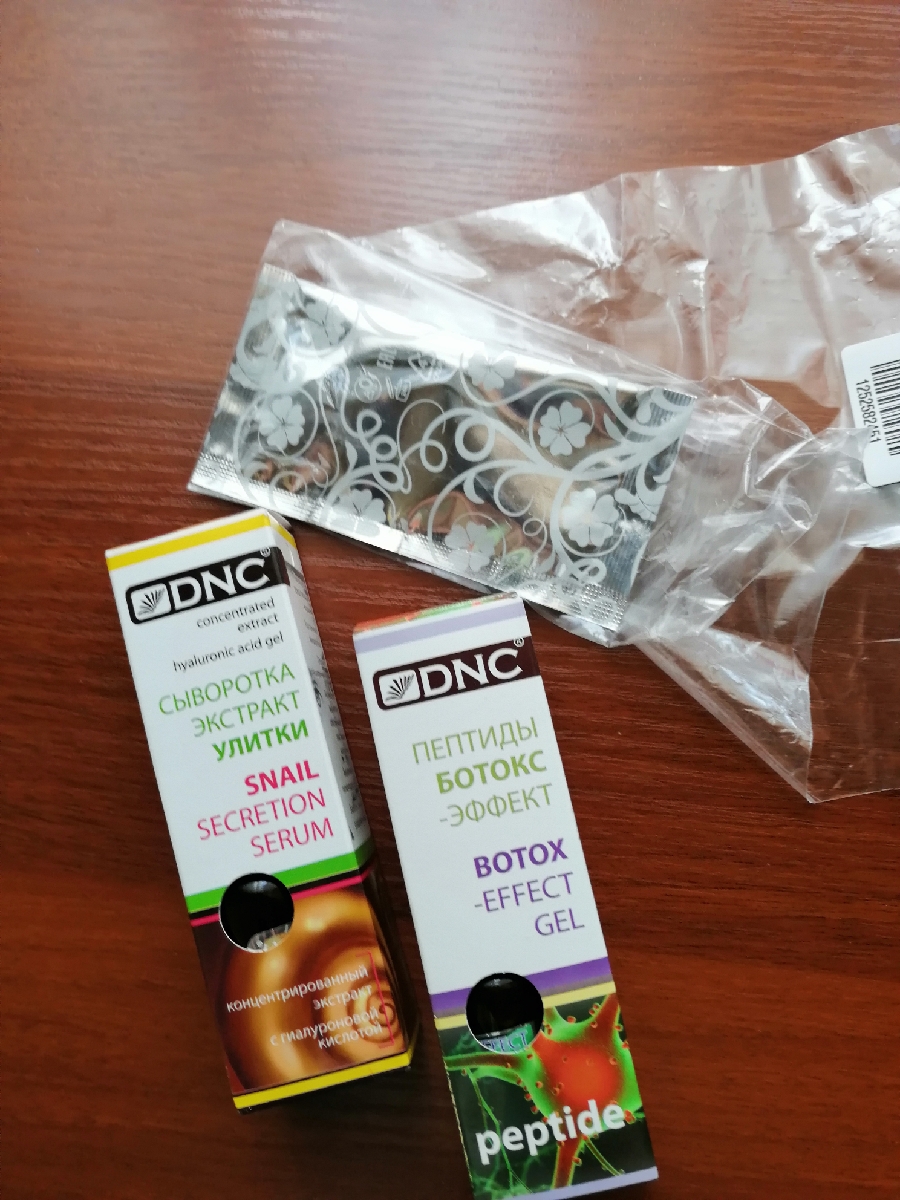 DNC®
concentrated
extract
hyaluronic acid gel
СЫВОРОТКА
ЭКСТРАКТ
УЛИТКИ
SNAIL
SECRETION
SERUM
концентрированный
экстракт
с гиалуроновой
кислотой
DNC®
ПЕПТИДЫ
БОТОКС
-ЭФФЕКТ
BOTOX
-EFFECT
GEL
peptide